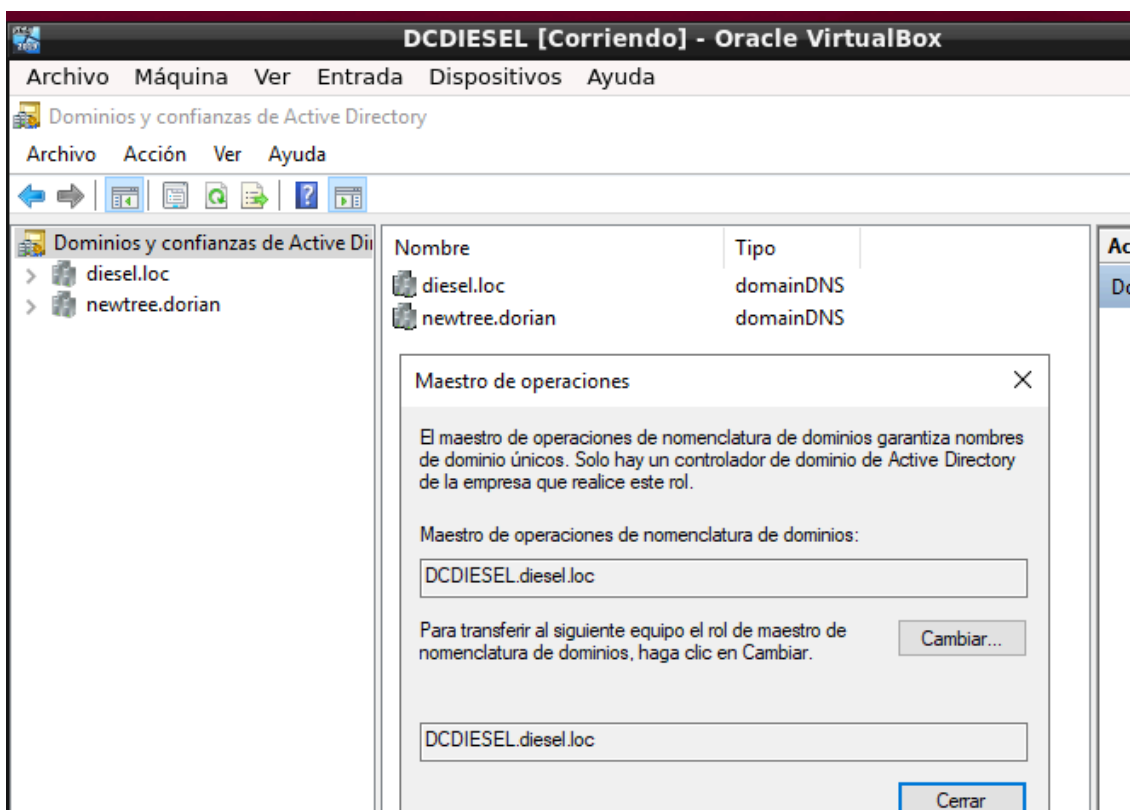 DCDIESEL [Corriendo] - Oracle VirtualBox
Archivo Máquina Ver Entrada Dispositivos Ayuda
Dominios y confianzas de Active Directory
Archivo Acción Ver Ayuda
Dominios y confianzas de Active Di
diesel.loc
newtree.dorian
Nombre Tipo
diesel.loc domainDNS
newtree.dorian domainDNS
Ac
Do
Maestro de operaciones
El maestro de operaciones de nomenclatura de dominios garantiza nombres
de dominio únicos. Solo hay un controlador de dominio de Active Directory
de la empresa que realice este rol.
Maestro de operaciones de nomenclatura de dominios:
DCDIESEL.diesel.loc
Para transferir al siguiente equipo el rol de maestro de
nomenclatura de dominios, haga clic en Cambiar.
Cambiar...
DCDIESEL.diesel.loc
Cerrar